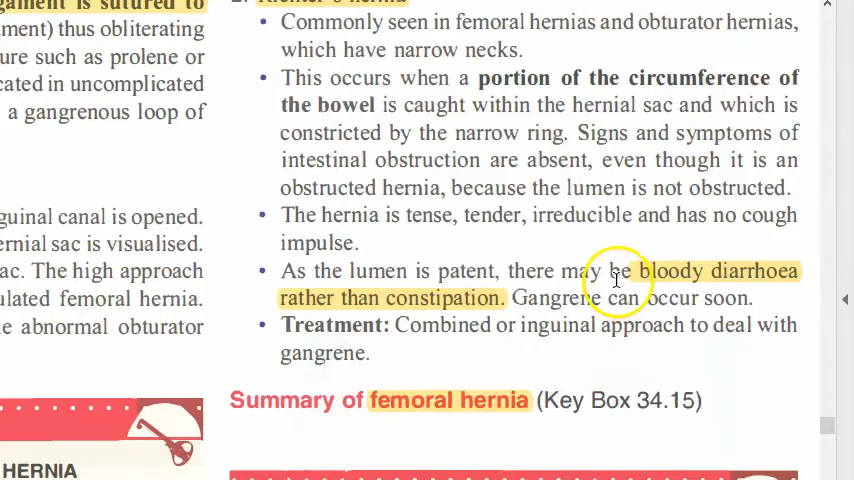 gament is sutured to
ment) thus obliterating
ure such as prolene or
cated in uncomplicated
a gangrenous loop of
guinal canal is opened.
ernial sac is visualised.
ac. The high approach
ulated femoral hernia.
e abnormal obturator
HERNIA
• Commonly seen in femoral hernias and obturator hernias,
which have narrow necks.
• This occurs when a portion of the circumference of
the bowel is caught within the hernial sac and which is
constricted by the narrow ring. Signs and symptoms of
intestinal obstruction are absent, even though it is an
obstructed hernia, because the lumen is not obstructed.
• The hernia is tense, tender, irreducible and has no cough
impulse.
• As the lumen is patent, there may be bloody diarrhoea
rather than constipation. Gangrene can occur soon.
• Treatment: Combined or inguinal approach to deal with
gangrene.
Summary of femoral hernia (Key Box 34.15)